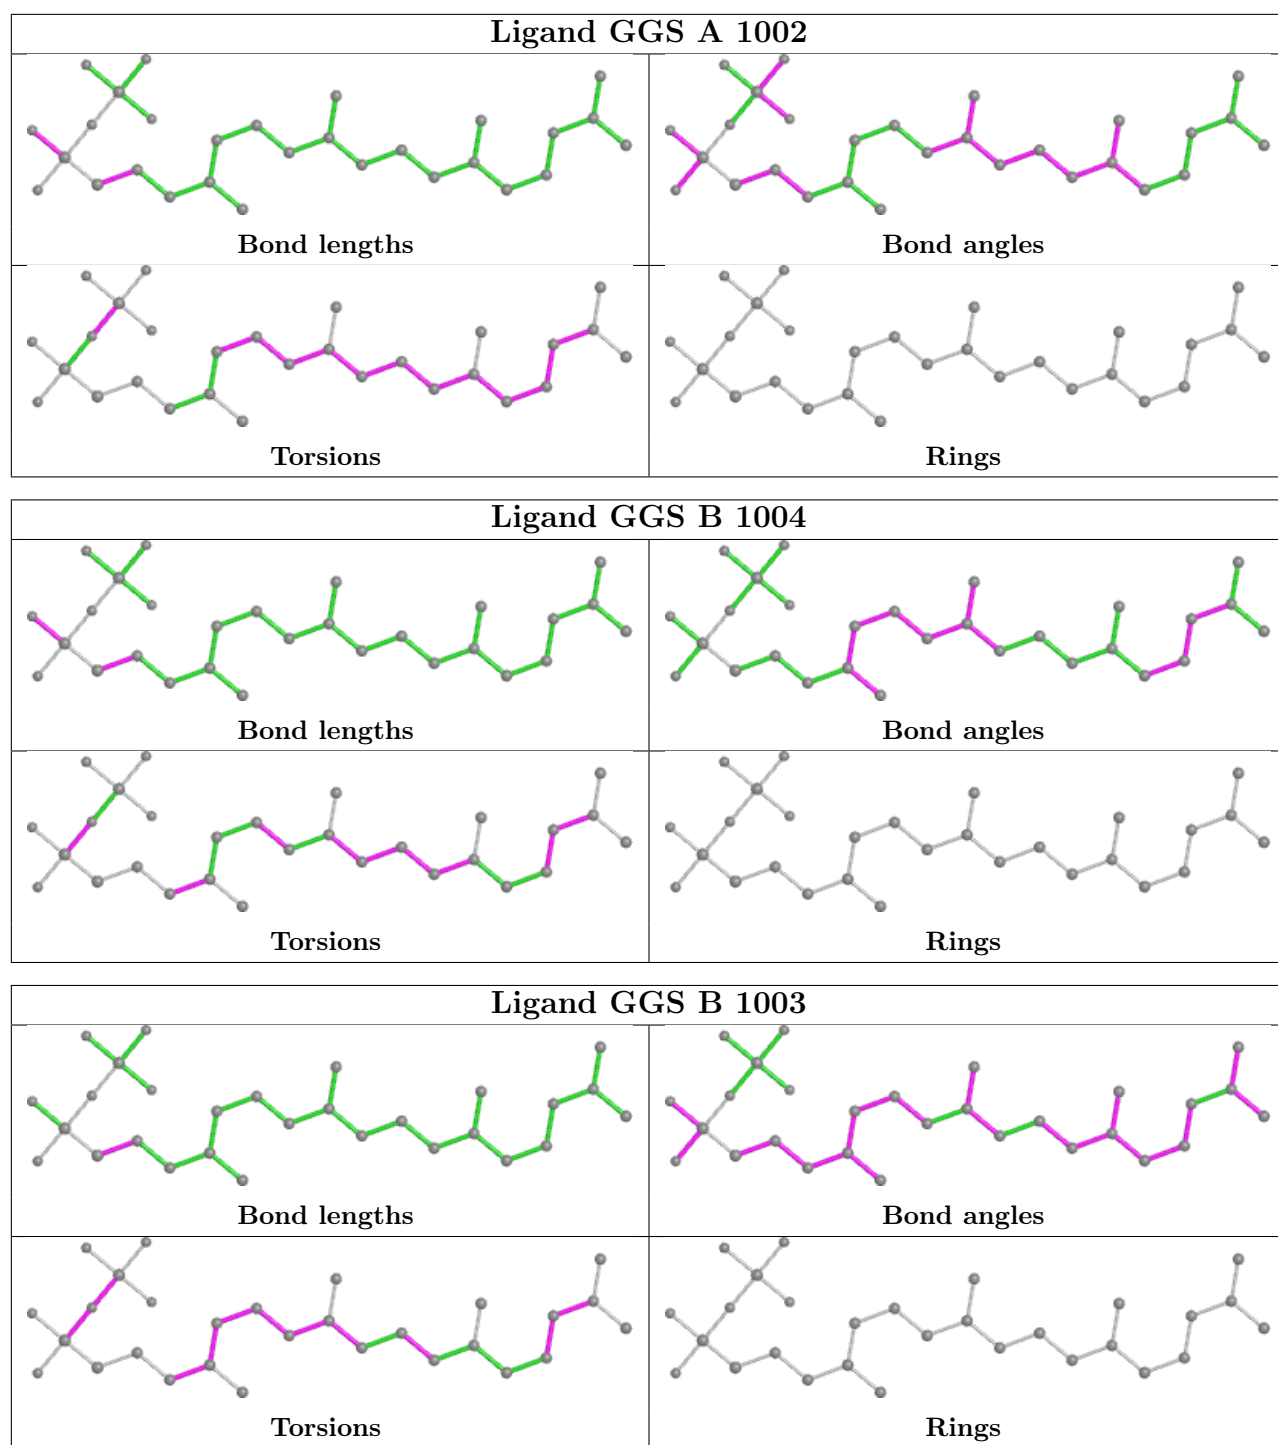 Ligand GGS A 1002
Bond lengths
Bond angles
Torsions
Rings
Ligand GGS B 1004
Bond lengths
Bond angles
Torsions
Rings
Ligand GGS B 1003
Bond lengths
Bond angles
Torsions
Rings